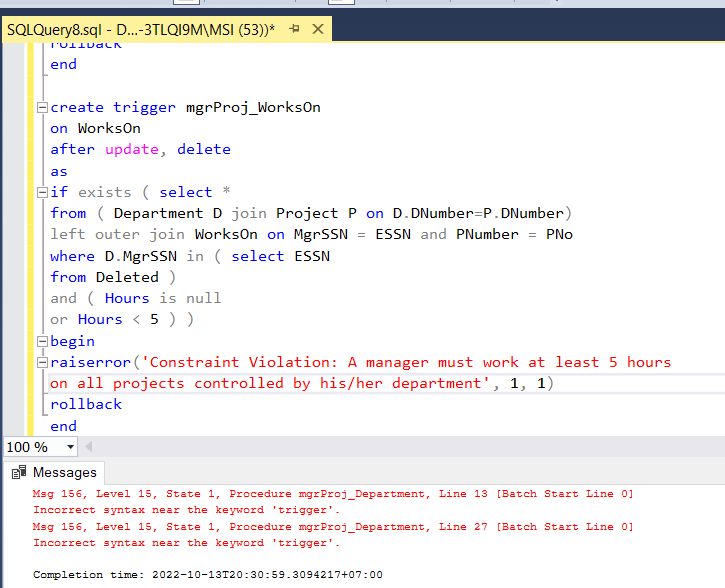 SQLQuery8.sql - D...-3TLQI9M\MSI (53))*
rollback
end
create trigger mgrProj_WorksOn
on WorksOn
after update, delete
as
if exists ( select *
from ( Department D join Project P on D.DNumber=P.DNumber)
left outer join WorksOn on MgrSSN = ESSN and PNumber = PNo
where D.MgrSSN in ( select ESSN
from Deleted )
and ( Hours is null
or Hours < 5 ) )
begin
raiserror('Constraint Violation: A manager must work at least 5 hours
on all projects controlled by his/her department', 1, 1)
rollback
end
100 %
Messages
Msg 156, Level 15, State 1, Procedure mgrProj_Department, Line 13 [Batch Start Line 0]
Incorrect syntax near the keyword 'trigger'.
Msg 156, Level 15, State 1, Procedure mgrProj_Department, Line 27 [Batch Start Line 0]
Incorrect syntax near the keyword 'trigger'.
Completion time: 2022-10-13T20:30:59.3094217+07:00